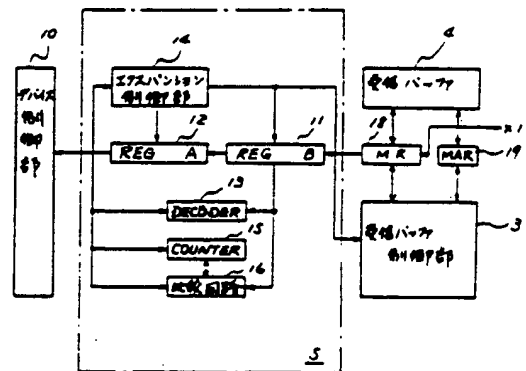 10
デバイス制御部
14
エクスパンション
制御部
12
REG A
11
REG B
13
DECODER
15
COUNTER
16
比較回路
5
4
受信バッファ
18
MR
×1
MAR
19
3
受信バッファ
制御部